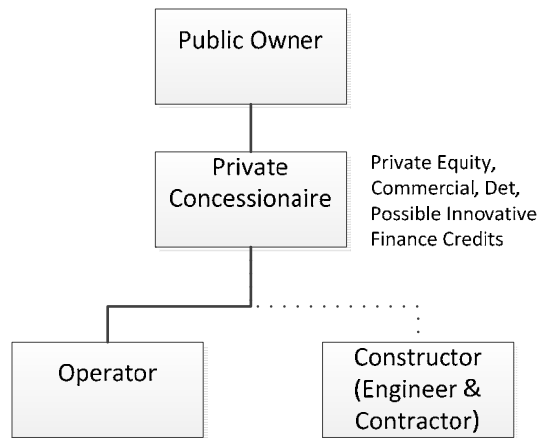 Public Owner
Private
Concessionaire
Private Equity,
Commercial, Det,
Possible Innovative
Finance Credits
Operator
Constructor
(Engineer &
Contractor)